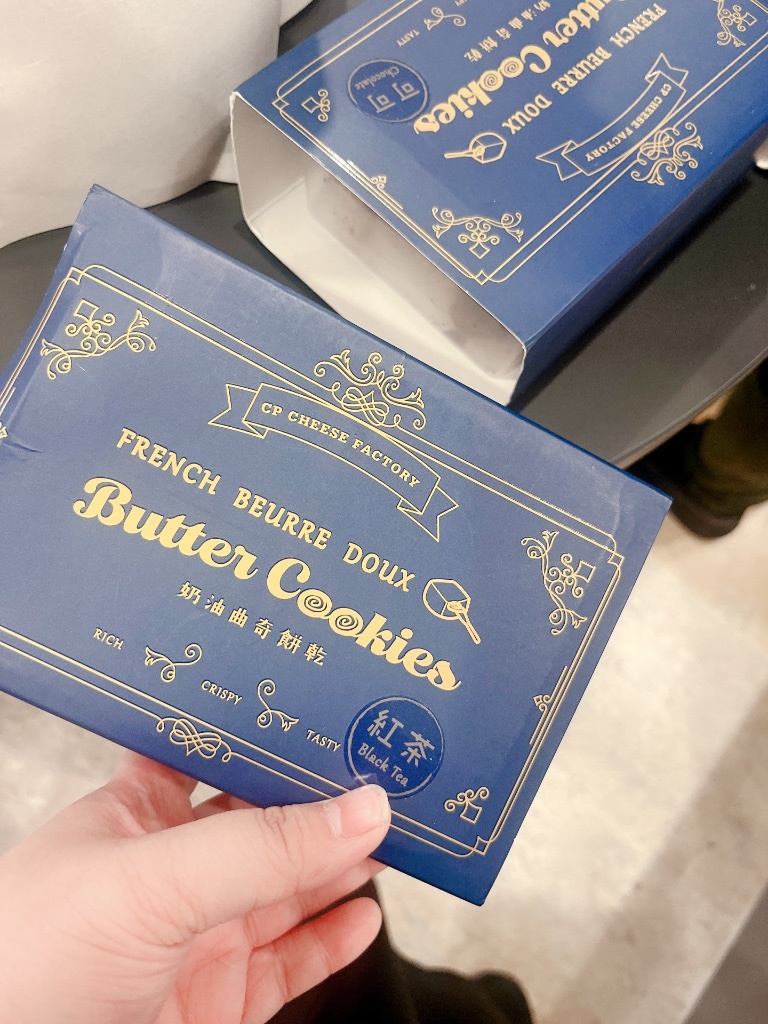 CP CHEESE FACTORY
FRENCH BEURRE DOUX
Butter Cookies
奶油曲奇餅乾
RICH
CRISPY
TASTY
紅茶
Black Tea
CP CHEESE FACTORY
FRENCH BEURRE DOUX
Butter Cookies
奶油曲奇餅乾
TASTY
可可
Chocolate